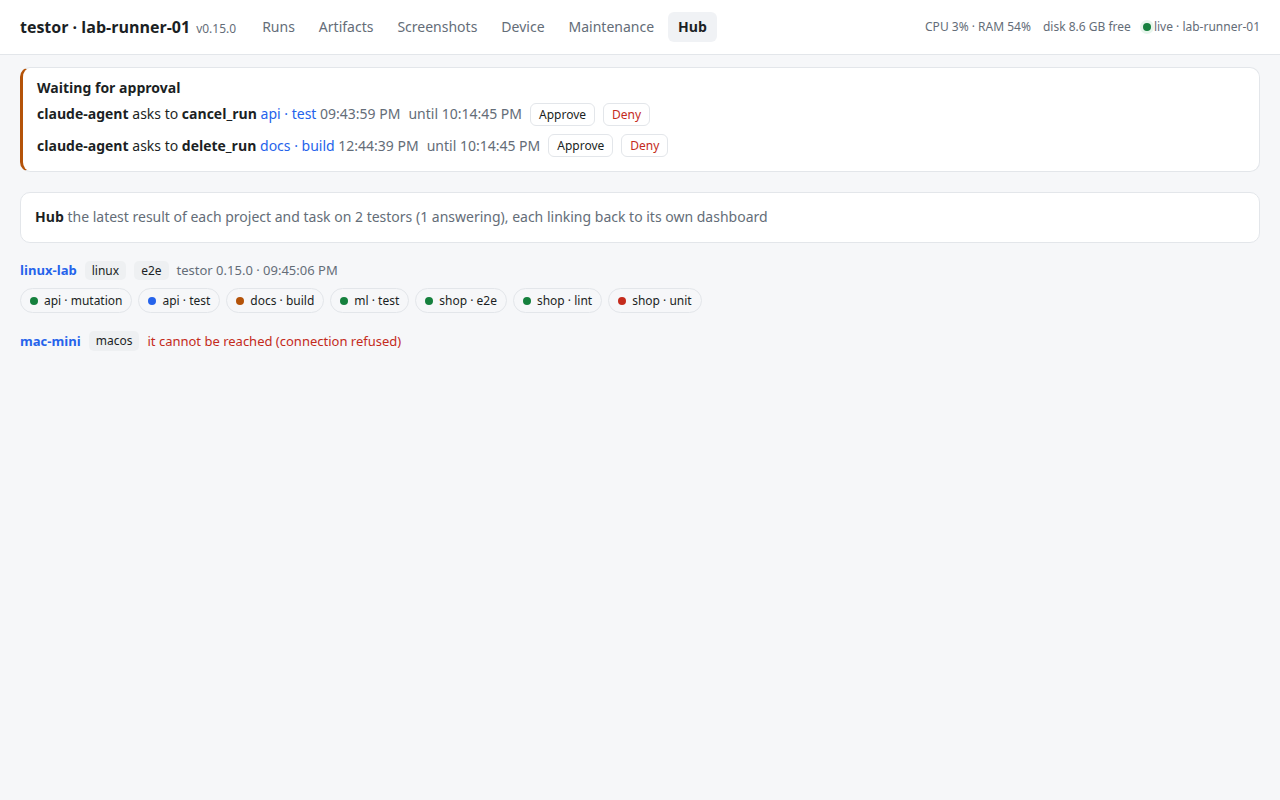 testor · lab-runner-01 v0.15.0 Runs Artifacts Screenshots Device Maintenance Hub CPU 3% · RAM 54% disk 8.6 GB free live · lab-runner-01
Waiting for approval
claude-agent asks to cancel_run api · test 09:43:59 PM until 10:14:45 PM Approve Deny
claude-agent asks to delete_run docs · build 12:44:39 PM until 10:14:45 PM Approve Deny
Hub the latest result of each project and task on 2 testors (1 answering), each linking back to its own dashboard
linux-lab linux e2e testor 0.15.0 · 09:45:06 PM
api · mutation api · test docs · build ml · test shop · e2e shop · lint shop · unit
mac-mini macos it cannot be reached (connection refused)